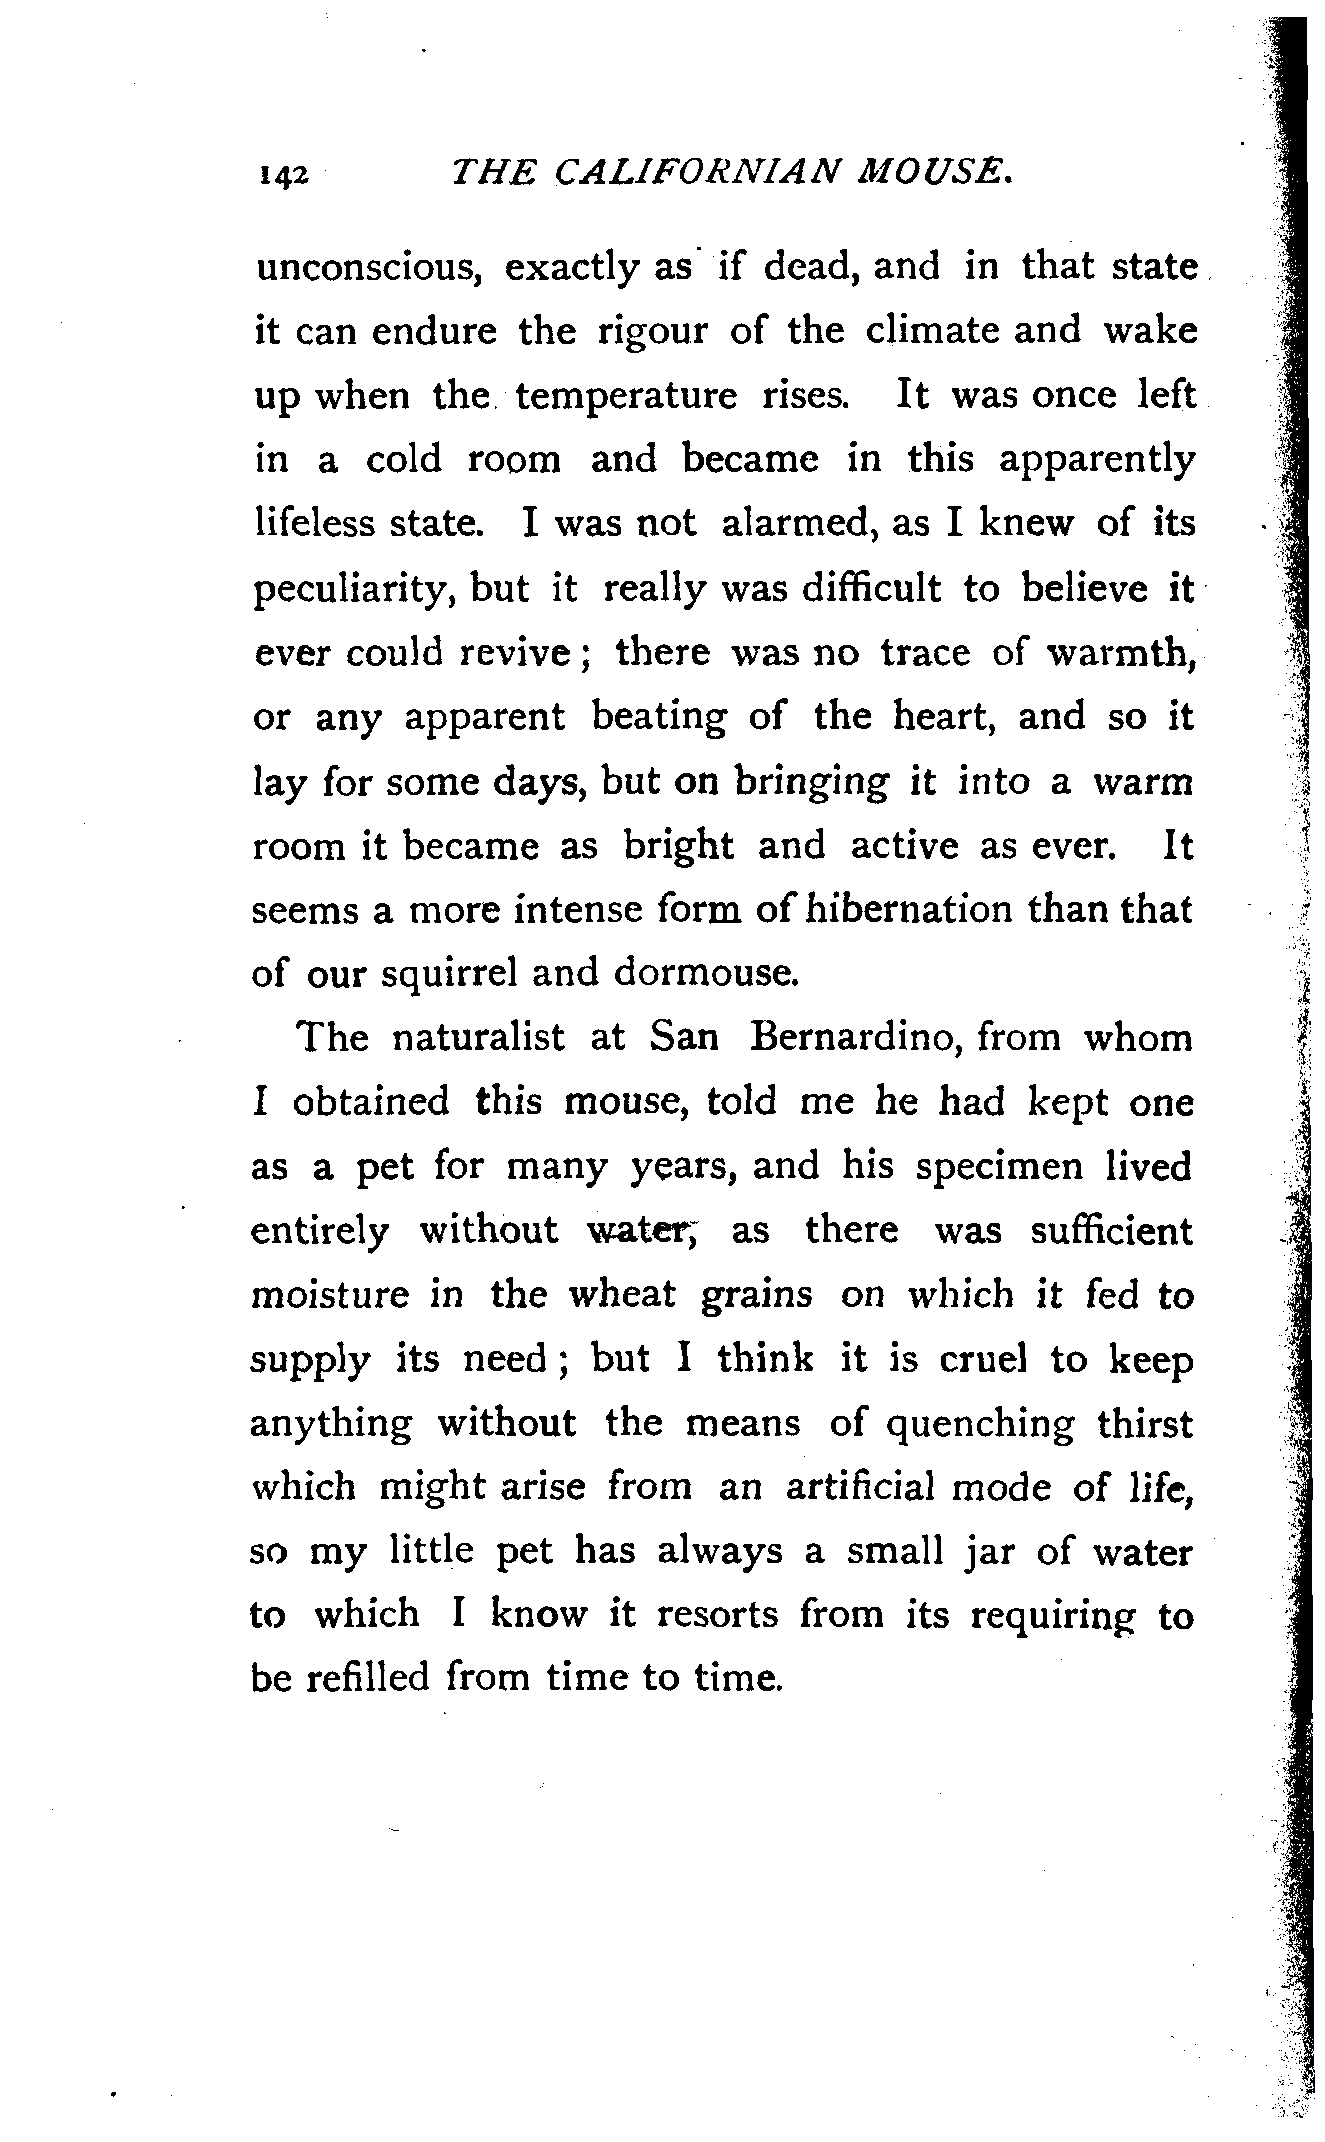 142 THE CALIFORNIAN MOUSE.
unconscious, exactly as if dead, and in that state
it can endure the rigour of the climate and wake
up when the temperature rises. It was once left
in a cold room and became in this apparently
lifeless state. I was not alarmed, as I knew of its
peculiarity, but it really was difficult to believe it
ever could revive ; there was no trace of warmth,
or any apparent beating of the heart, and so it
lay for some days, but on bringing it into a warm
room it became as bright and active as ever. It
seems a more intense form of hibernation than that
of our squirrel and dormouse.
The naturalist at San Bernardino, from whom
I obtained this mouse, told me he had kept one
as a pet for many years, and his specimen lived
entirely without water, as there was sufficient
moisture in the wheat grains on which it fed to
supply its need ; but I think it is cruel to keep
anything without the means of quenching thirst
which might arise from an artificial mode of life,
so my little pet has always a small jar of water
to which I know it resorts from its requiring to
be refilled from time to time.